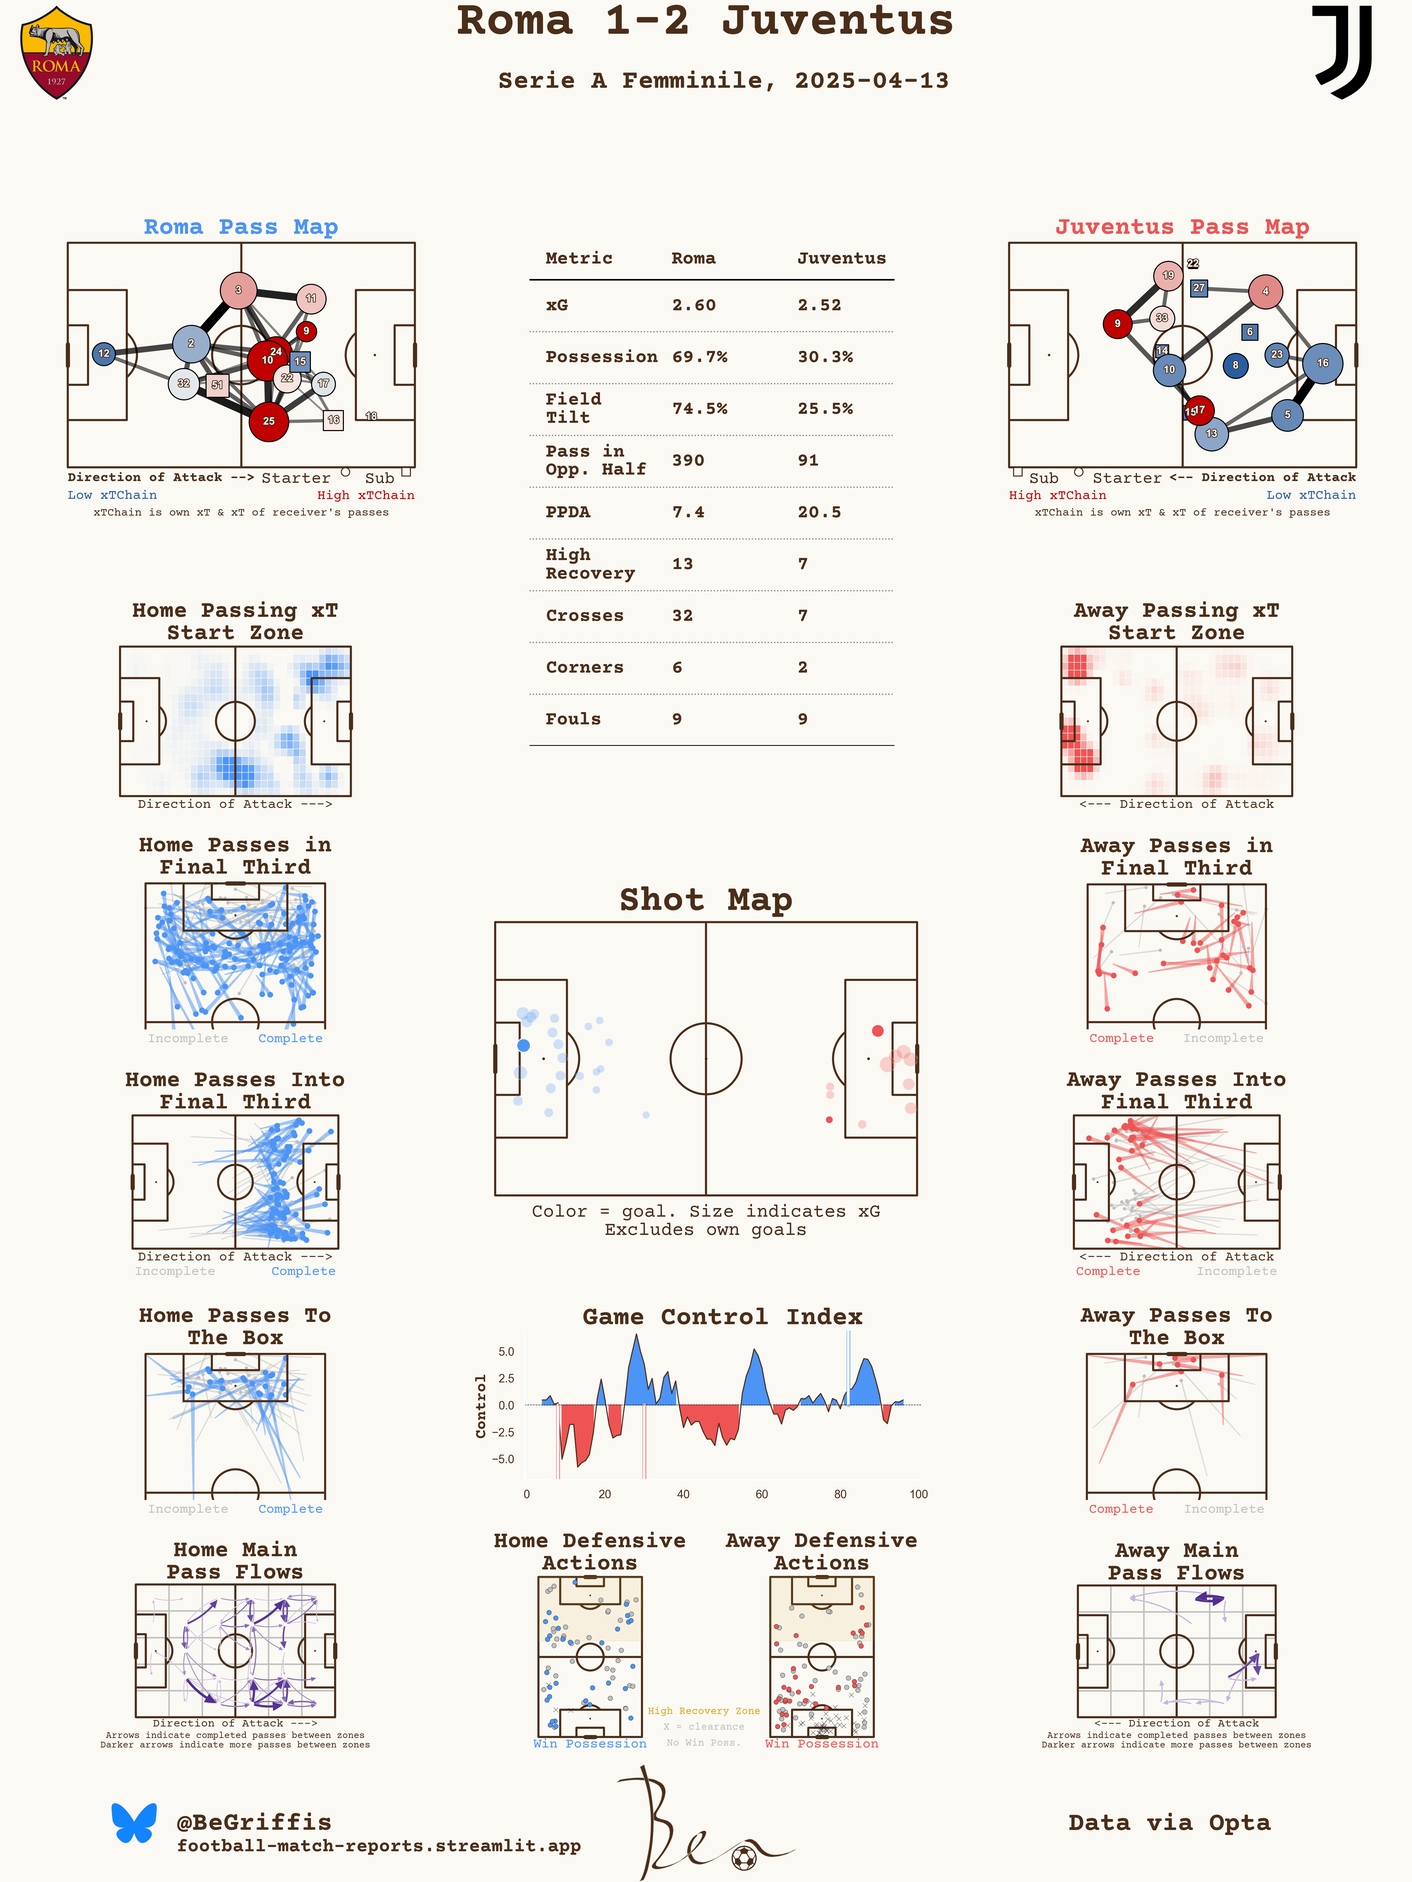 Roma 1-2 Juventus
Serie A Femminile, 2025-04-13
ROMA
1927
Roma Pass Map
3
11
9
2
24
10
15
12
22
32
51
17
25
16
18
Direction of Attack --> Starter Sub
Low xTChain High xTChain
xTChain is own xT & xT of receiver's passes
Metric Roma Juventus
xG 2.60 2.52
Possession 69.7% 30.3%
Field
Tilt 74.5% 25.5%
Pass in
Opp. Half 390 91
PPDA 7.4 20.5
High
Recovery 13 7
Crosses 32 7
Corners 6 2
Fouls 9 9
Juventus Pass Map
22
19
27
4
9
33
6
14
23
10
8
16
15
17
5
13
Sub Starter <-- Direction of Attack
High xTChain Low xTChain
xTChain is own xT & xT of receiver's passes
Home Passing xT
Start Zone
Direction of Attack --->
Away Passing xT
Start Zone
<--- Direction of Attack
Home Passes in
Final Third
Incomplete Complete
Away Passes in
Final Third
Complete Incomplete
Shot Map
Color = goal. Size indicates xG
Excludes own goals
Home Passes Into
Final Third
Direction of Attack --->
Incomplete Complete
Away Passes Into
Final Third
<--- Direction of Attack
Complete Incomplete
Home Passes To
The Box
Incomplete Complete
Game Control Index
Control
5.0
2.5
0.0
−2.5
−5.0
0 20 40 60 80 100
Away Passes To
The Box
Complete Incomplete
Home Main
Pass Flows
Direction of Attack --->
Arrows indicate completed passes between zones
Darker arrows indicate more passes between zones
Home Defensive
Actions
Win Possession
High Recovery Zone
X = clearance
No Win Poss.
Away Defensive
Actions
Win Possession
Away Main
Pass Flows
<--- Direction of Attack
Arrows indicate completed passes between zones
Darker arrows indicate more passes between zones
@BeGriffis
football-match-reports.streamlit.app
Ben
Data via Opta